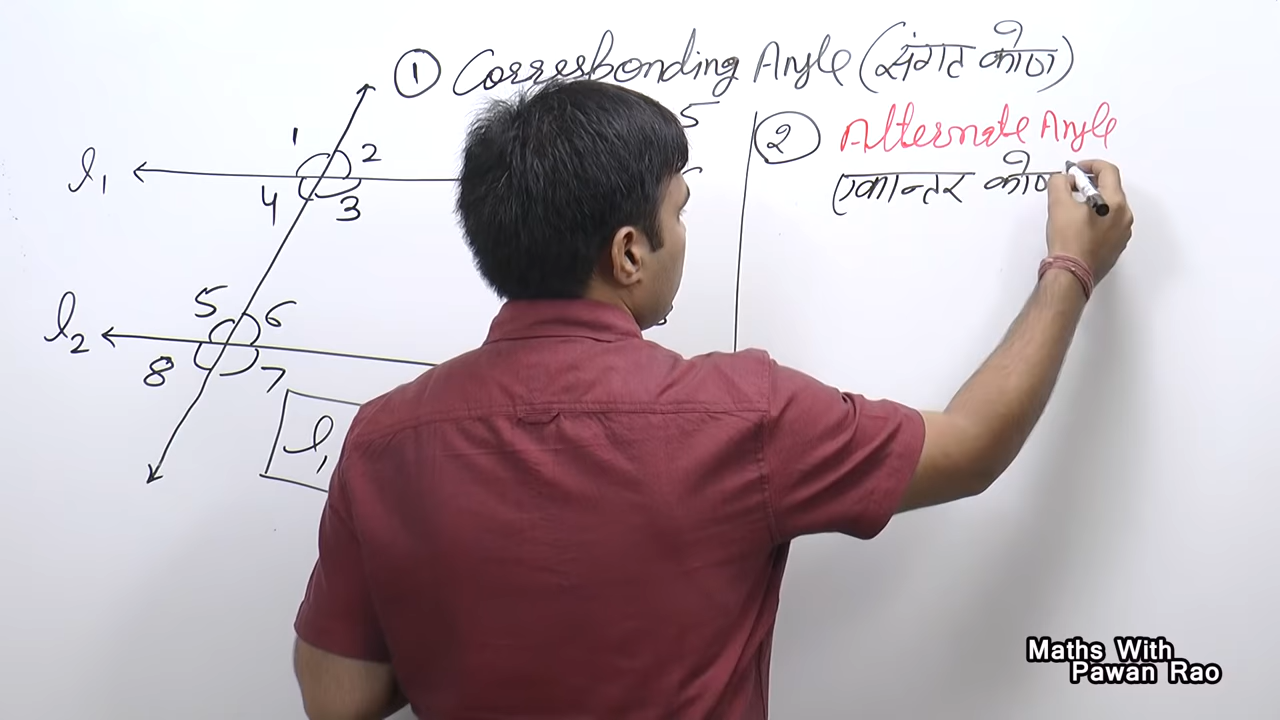 ① Corresponding Angle (संगत कोण)
5
② Alternate Angle
एकान्तर कोण
1
2
l₁
4
3
5
6
l₂
8
7
l₁
Maths With
Pawan Rao